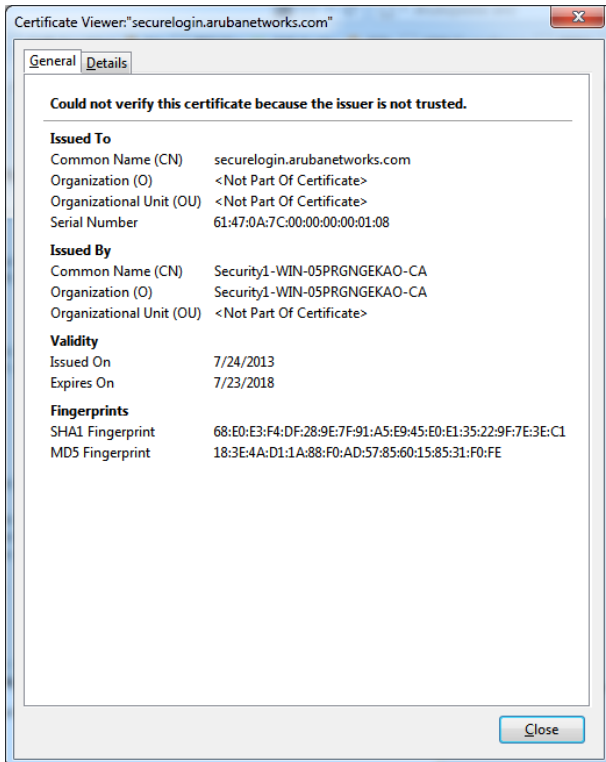 Certificate Viewer:"securelogin.arubanetworks.com"
General Details
Could not verify this certificate because the issuer is not trusted.
Issued To
Common Name (CN) securelogin.arubanetworks.com
Organization (O) <Not Part Of Certificate>
Organizational Unit (OU) <Not Part Of Certificate>
Serial Number 61:47:0A:7C:00:00:00:00:01:08
Issued By
Common Name (CN) Security1-WIN-05PRGNGEKAO-CA
Organization (O) Security1-WIN-05PRGNGEKAO-CA
Organizational Unit (OU) <Not Part Of Certificate>
Validity
Issued On 7/24/2013
Expires On 7/23/2018
Fingerprints
SHA1 Fingerprint 68:E0:E3:F4:DF:28:9E:7F:91:A5:E9:45:E0:E1:35:22:9F:7E:3E:C1
MD5 Fingerprint 18:3E:4A:D1:1A:88:F0:AD:57:85:60:15:85:31:F0:FE
Close